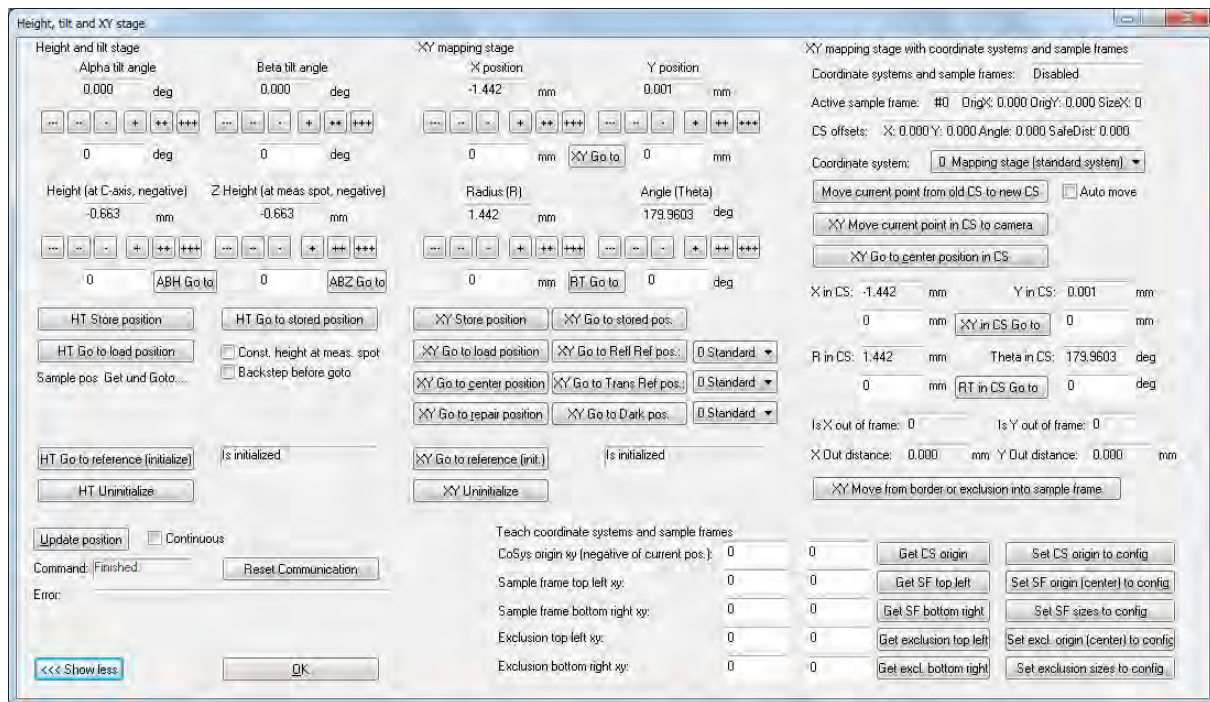 Height, tilt and XY stage
Height and tilt stage
Alpha tilt angle Beta tilt angle
0.000 deg 0.000 deg
--- -- - + ++ +++ --- -- - + ++ +++
0 deg 0 deg
Height (at C-axis, negative) Z Height (at meas spot, negative)
-0.663 mm -0.663 mm
--- -- - + ++ +++ --- -- - + ++ +++
0 ABH Go to 0 ABZ Go to
HT Store position HT Go to stored position
HT Go to load position Const. height at meas. spot
Backstep before goto
Sample pos Get und Goto....
HT Go to reference (initialize) Is initialized
HT Uninitialize
Update position Continuous
Command: Finished Reset Communication
Error:
<<< Show less OK
XY mapping stage
X position Y position
-1.442 mm 0.001 mm
--- -- - + ++ +++ --- -- - + ++ +++
0 mm XY Go to 0 mm
Radius (R) Angle (Theta)
1.442 mm 179.9603 deg
--- -- - + ++ +++ --- -- - + ++ +++
0 mm RT Go to 0 deg
XY Store position XY Go to stored pos.
XY Go to load position XY Go to Refl Ref pos.: 0 Standard
XY Go to center position XY Go to Trans Ref pos.: 0 Standard
XY Go to repair position XY Go to Dark pos. 0 Standard
XY Go to reference (init.) Is initialized
XY Uninitialize
XY mapping stage with coordinate systems and sample frames
Coordinate systems and sample frames: Disabled
Active sample frame: #0 OrigX: 0.000 OrigY: 0.000 SizeX: 0
CS offsets: X: 0.000 Y: 0.000 Angle: 0.000 SafeDist: 0.000
Coordinate system: 0 Mapping stage (standard system)
Move current point from old CS to new CS Auto move
XY Move current point in CS to camera
XY Go to center position in CS
X in CS: -1.442 mm Y in CS: 0.001 mm
0 mm XY in CS Go to 0 mm
R in CS: 1.442 mm Theta in CS: 179.9603 deg
0 mm RT in CS Go to 0 deg
Is X out of frame: 0 Is Y out of frame: 0
X Out distance: 0.000 mm Y Out distance: 0.000 mm
XY Move from border or exclusion into sample frame
Teach coordinate systems and sample frames
CoSys origin xy (negative of current pos.): 0 0 Get CS origin Set CS origin to config
Sample frame top left xy: 0 0 Get SF top left Set SF origin (center) to config
Sample frame bottom right xy: 0 0 Get SF bottom right Set SF sizes to config
Exclusion top left xy: 0 0 Get exclusion top left Set excl. origin (center) to config
Exclusion bottom right xy: 0 0 Get excl. bottom right Set exclusion sizes to config